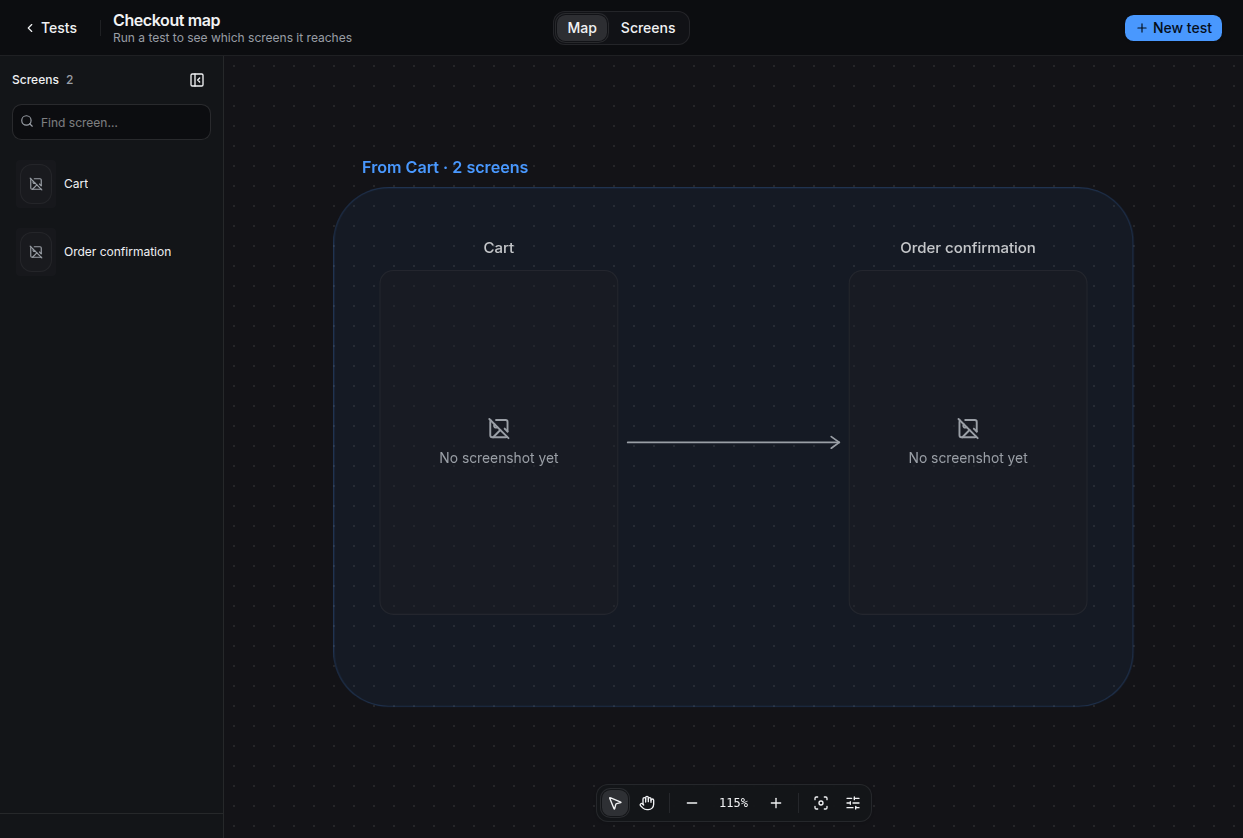 Tests
Checkout map
Run a test to see which screens it reaches
Map
Screens
New test
Screens 2
Find screen...
Cart
Order confirmation
From Cart · 2 screens
Cart
Order confirmation
No screenshot yet
No screenshot yet
115%